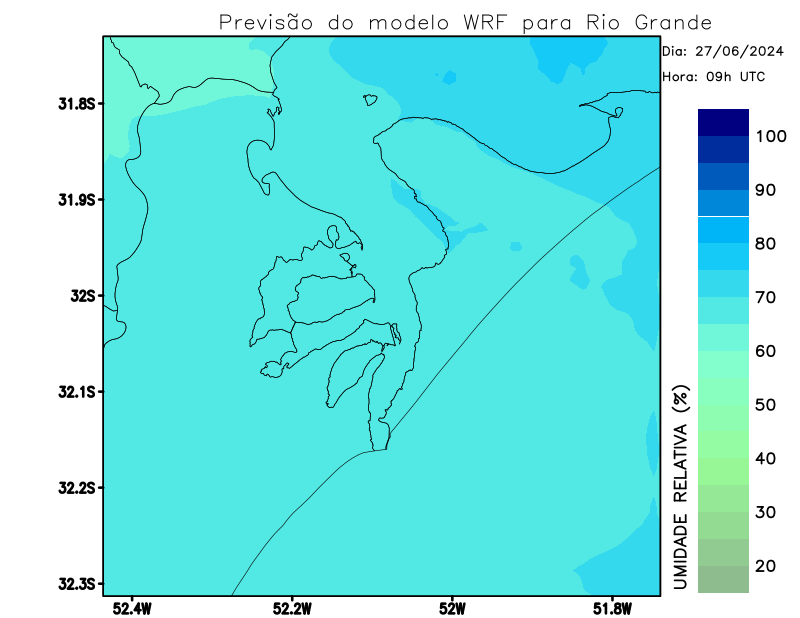 Previsão do modelo WRF para Rio Grande
Dia: 27/06/2024
Hora: 09h UTC
31.8S
31.9S
32S
32.1S
32.2S
32.3S
52.4W
52.2W
52W
51.8W
100
90
80
70
60
50
40
30
20
UMIDADE RELATIVA (%)